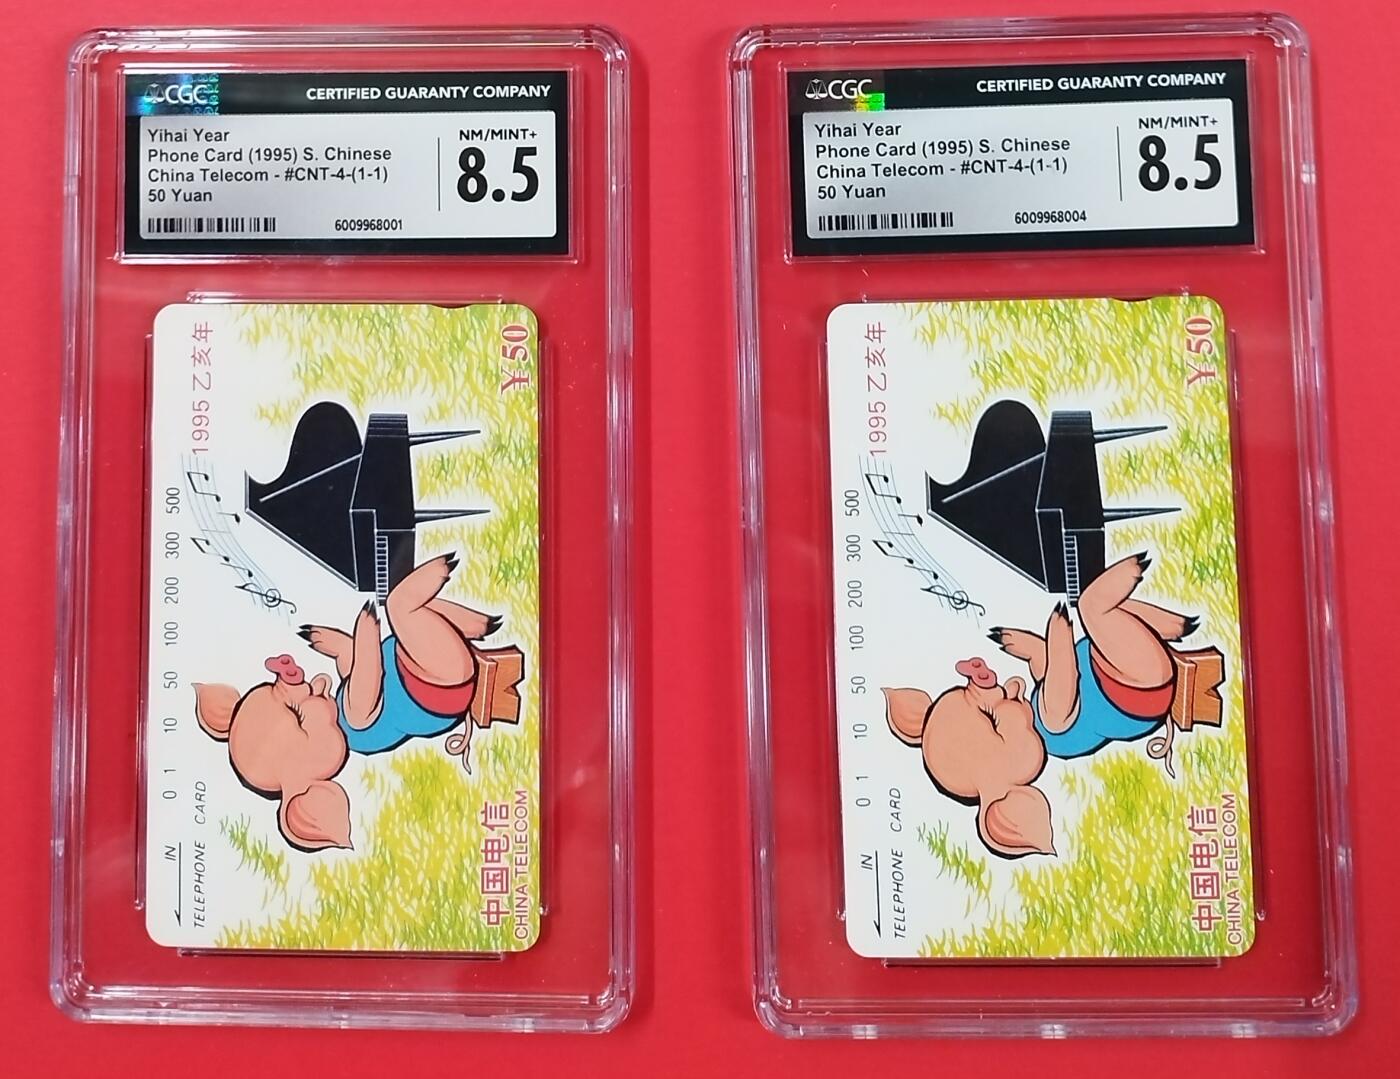 CGC
CERTIFIED GUARANTY COMPANY
Yihai Year
Phone Card (1995) S. Chinese
China Telecom - #CNT-4-(1-1)
50 Yuan
NM/MINT+
8.5
6009968001
1995 乙亥年
¥50
0 1 10 50 100 200 300 500
IN
TELEPHONE CARD
中国电信
CHINA TELECOM
CGC
CERTIFIED GUARANTY COMPANY
Yihai Year
Phone Card (1995) S. Chinese
China Telecom - #CNT-4-(1-1)
50 Yuan
NM/MINT+
8.5
6009968004
1995 乙亥年
¥50
0 1 10 50 100 200 300 500
IN
TELEPHONE CARD
中国电信
CHINA TELECOM